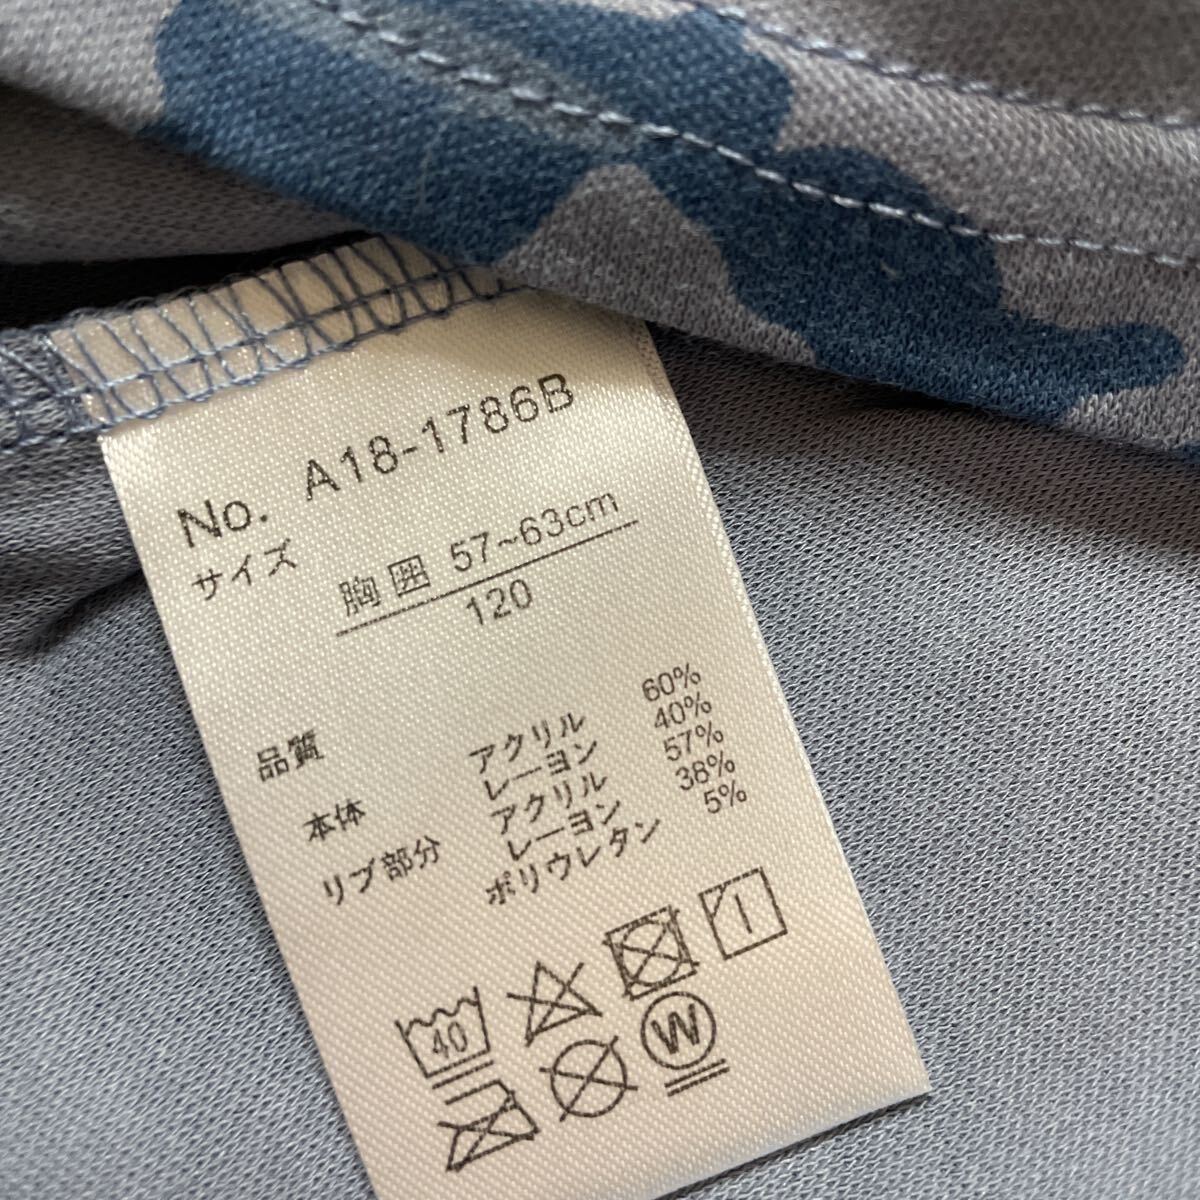 No. A18-1786B
サイズ
胸囲 57~63cm
120
品質
アクリル 60%
本体 レーヨン 40%
アクリル 57%
リブ部分 レーヨン 38%
ポリウレタン 5%
40
W